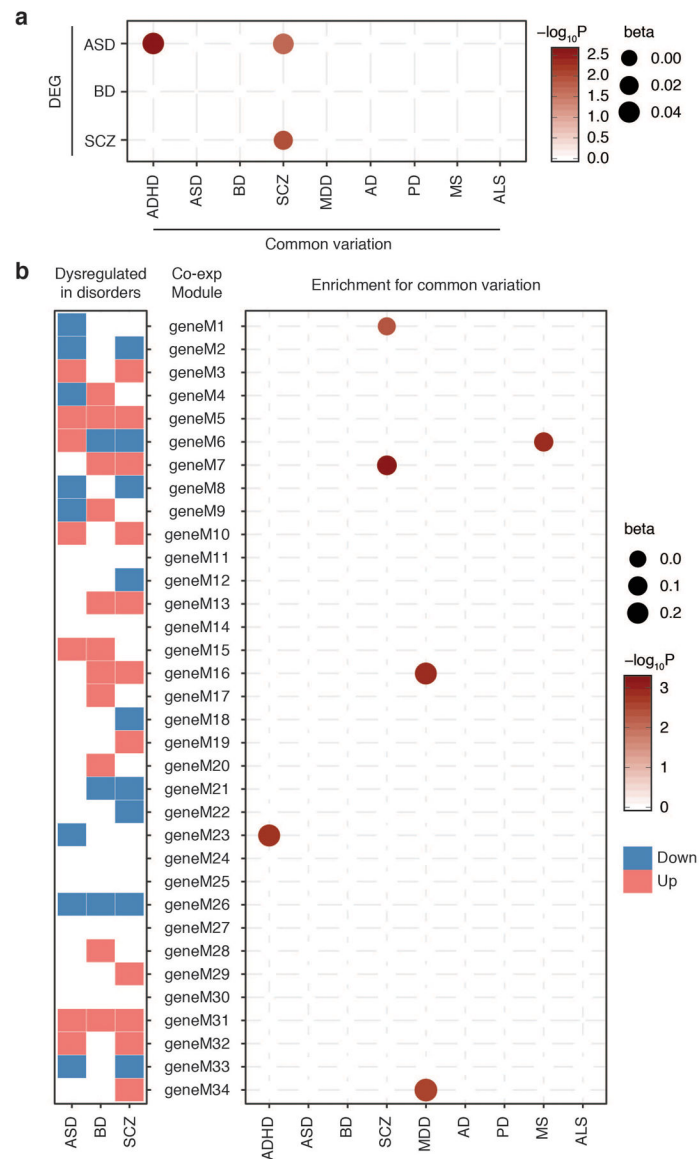 a
DEG
ASD
BD
SCZ
ADHD
ASD
BD
SCZ
MDD
AD
PD
MS
ALS
Common variation
−log10P
2.5
2.0
1.5
1.0
0.5
0.0
beta
0.00
0.02
0.04
b
Dysregulated
in disorders
Co-exp
Module
Enrichment for common variation
geneM1
geneM2
geneM3
geneM4
geneM5
geneM6
geneM7
geneM8
geneM9
geneM10
geneM11
geneM12
geneM13
geneM14
geneM15
geneM16
geneM17
geneM18
geneM19
geneM20
geneM21
geneM22
geneM23
geneM24
geneM25
geneM26
geneM27
geneM28
geneM29
geneM30
geneM31
geneM32
geneM33
geneM34
ASD
BD
SCZ
ADHD
ASD
BD
SCZ
MDD
AD
PD
MS
ALS
beta
0.0
0.1
0.2
−log10P
3
2
1
0
Down
Up